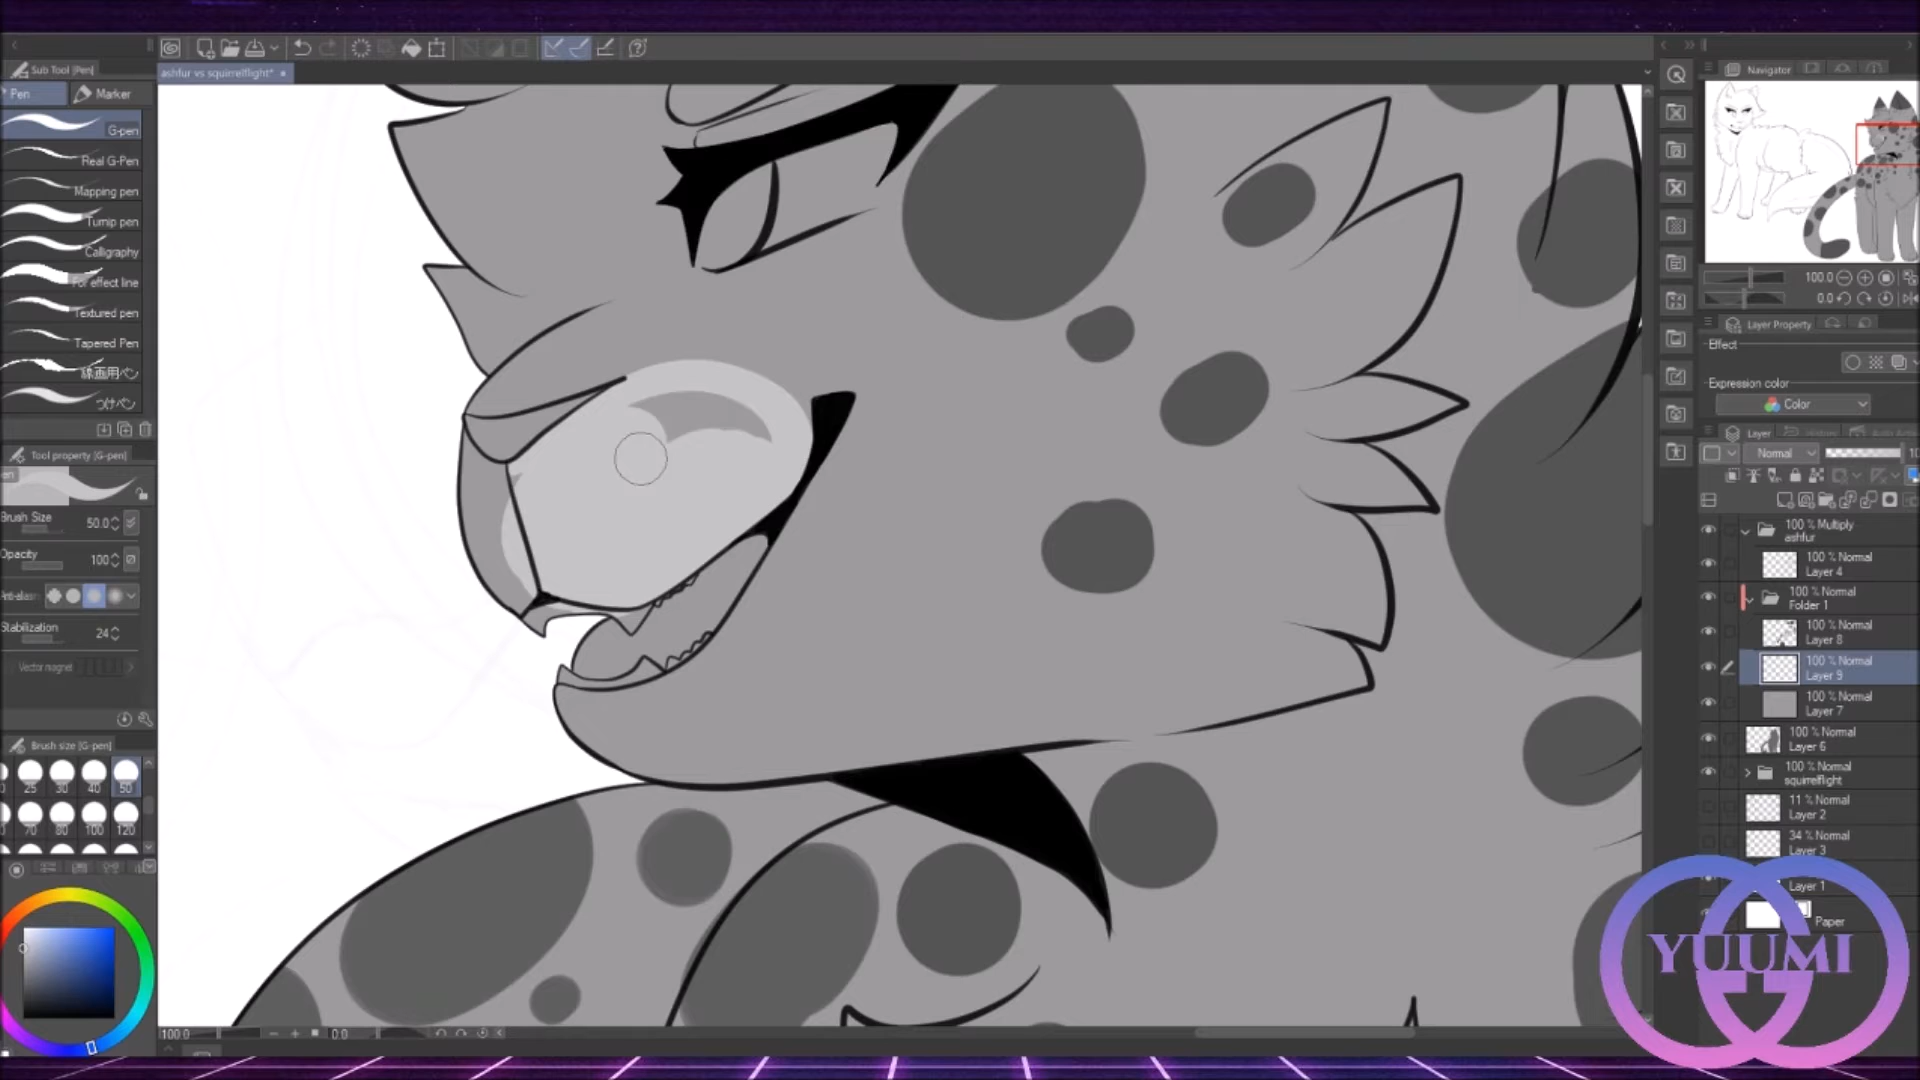 Sub Tool [Pen]
Pen
Marker
G-pen
Real G-Pen
Mapping pen
Turnip pen
Calligraphy
For effect line
Textured pen
Tapered Pen
線画用ペン
つけペン
Tool property [G-pen]
Brush Size
50.0
Opacity
100
Stabilization
24
Vector magnet
Brush size [G-pen]
25 30 40 50
70 80 100 120
ashfur vs squirrelflight*
100.0
0.0
Navigator
100.0
0.0
Layer Property
Effect
Expression color
Color
Layer
Normal
100 % Multiply
ashfur
100 % Normal
Layer 4
100 % Normal
Folder 1
100 % Normal
Layer 8
100 % Normal
Layer 9
100 % Normal
Layer 7
100 % Normal
Layer 6
100 % Normal
squirrelflight
11 % Normal
Layer 2
34 % Normal
Layer 3
Layer 1
Paper
YUUMI